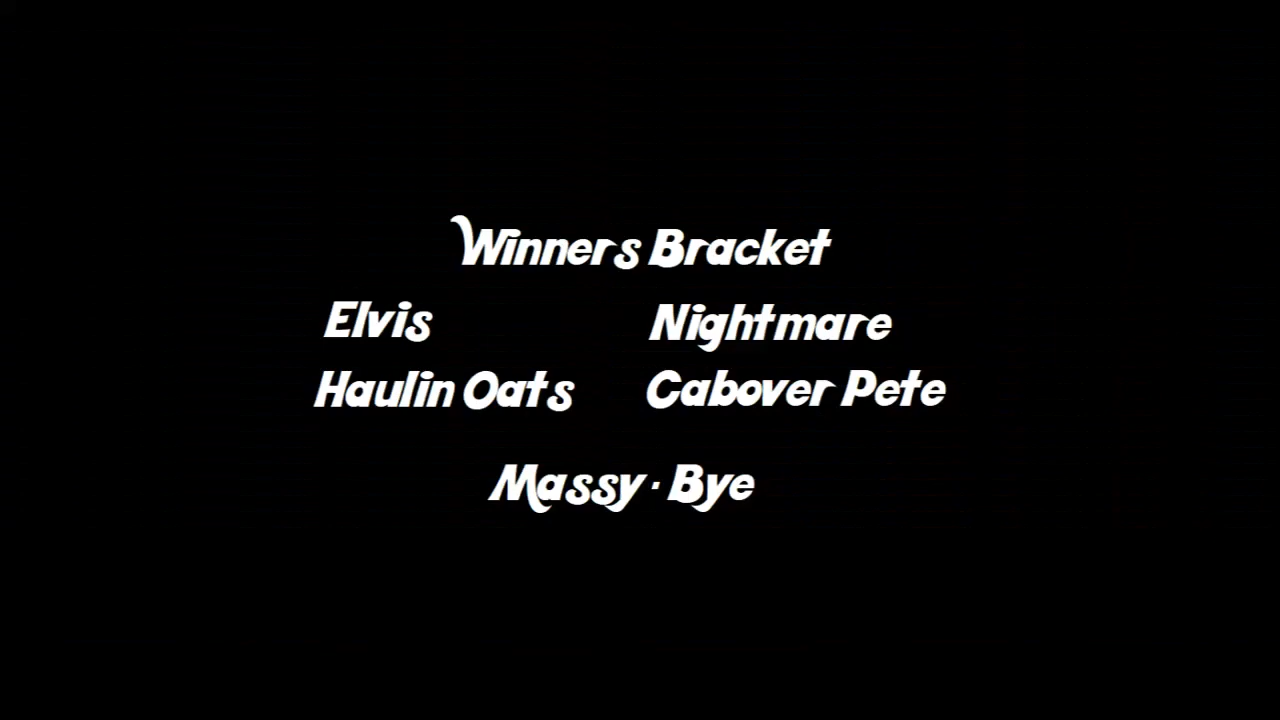 Winners Bracket
Elvis Nightmare
Haulin Oats Cabover Pete
Massy · Bye